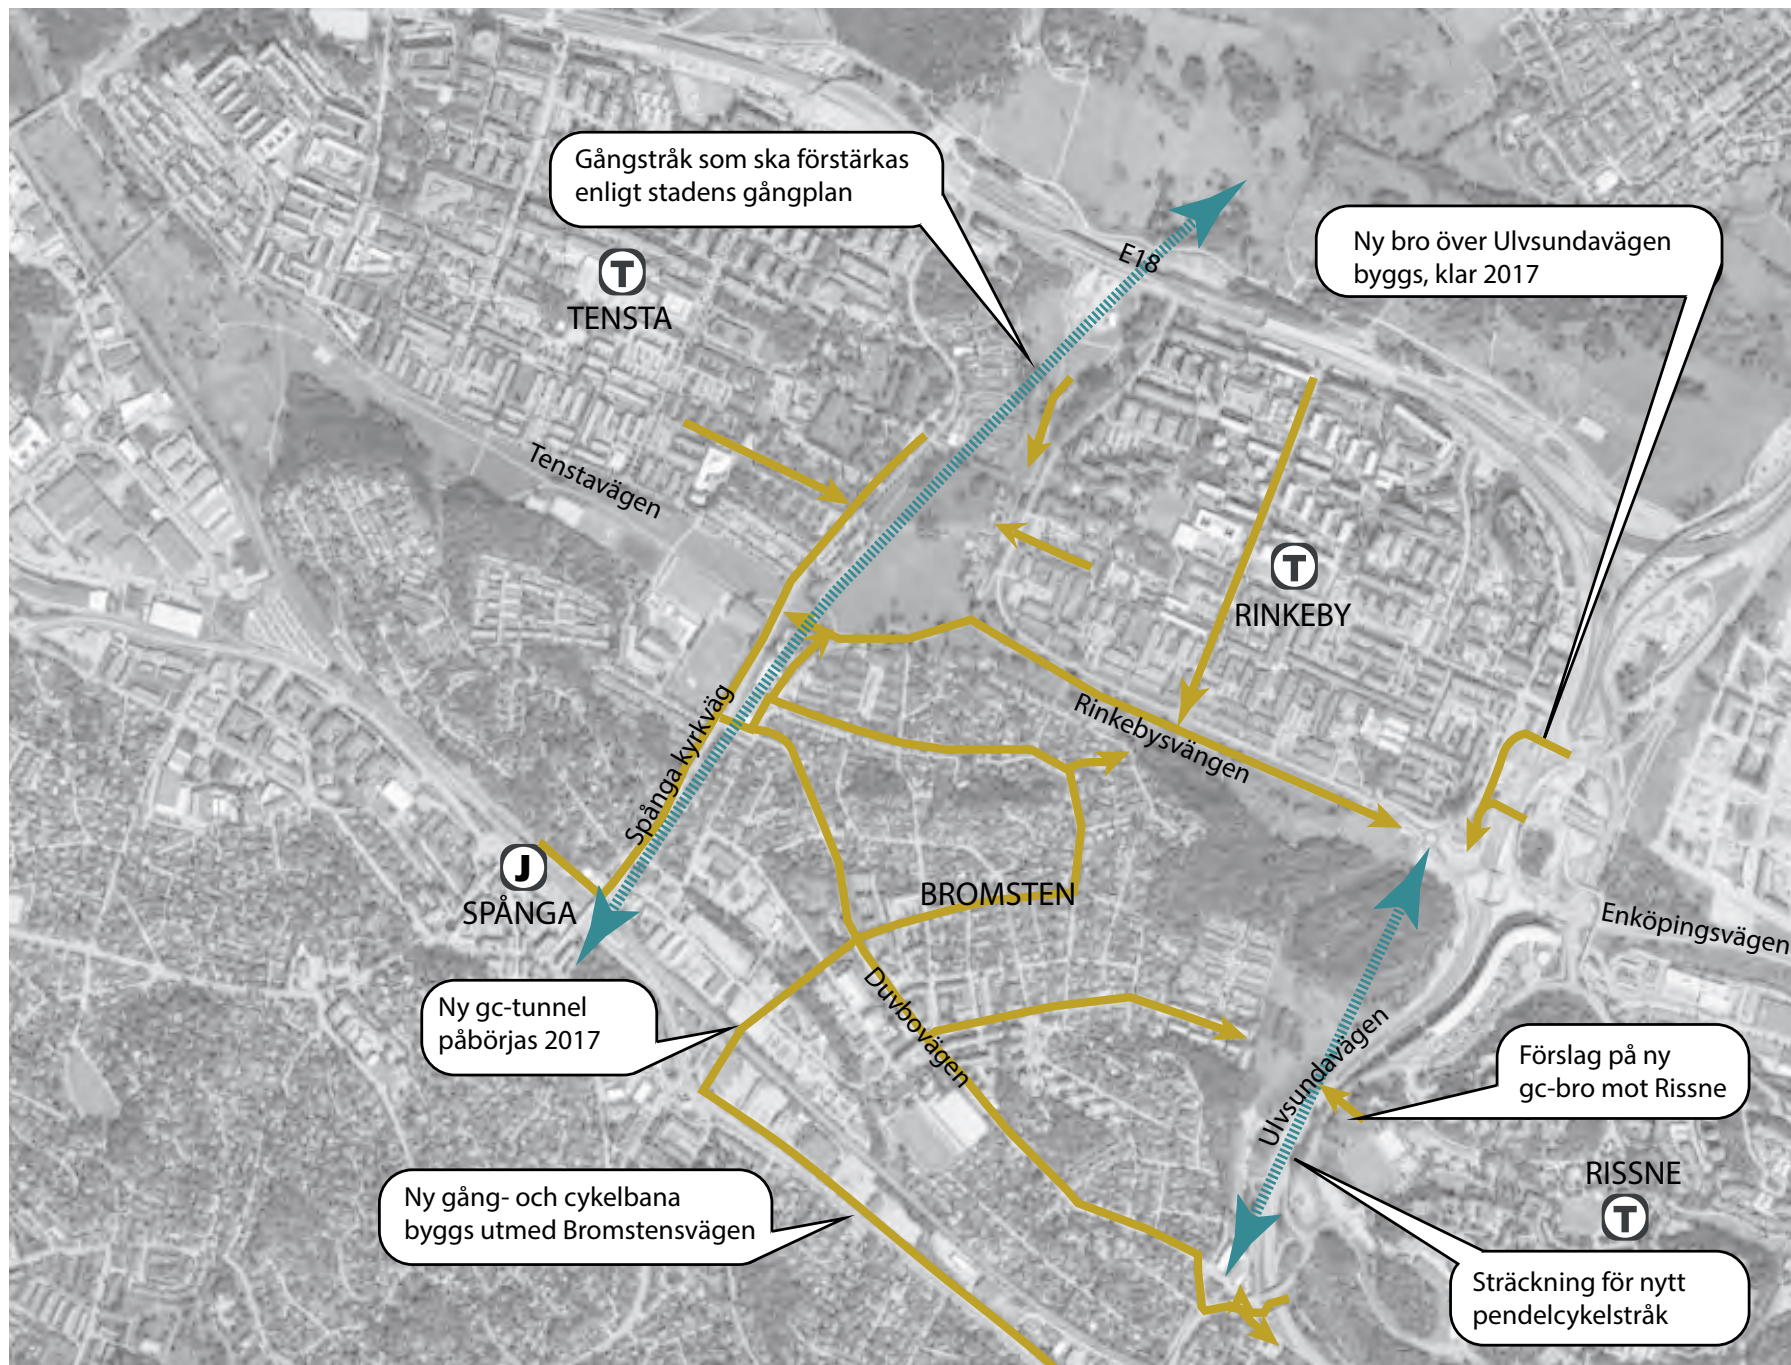 Gångstråk som ska förstärkas
enligt stadens gångplan
Ny bro över Ulvsundavägen
byggs, klar 2017
E18
T
TENSTA
Tenstavägen
T
RINKEBY
Rinkebysvängen
Spånga kyrkväg
J
SPÅNGA
BROMSTEN
Enköpingsvägen
Ny gc-tunnel
påbörjas 2017
Duvbovägen
Ulvsundavägen
Förslag på ny
gc-bro mot Rissne
RISSNE
T
Ny gång- och cykelbana
byggs utmed Bromstensvägen
Sträckning för nytt
pendelcykelstråk